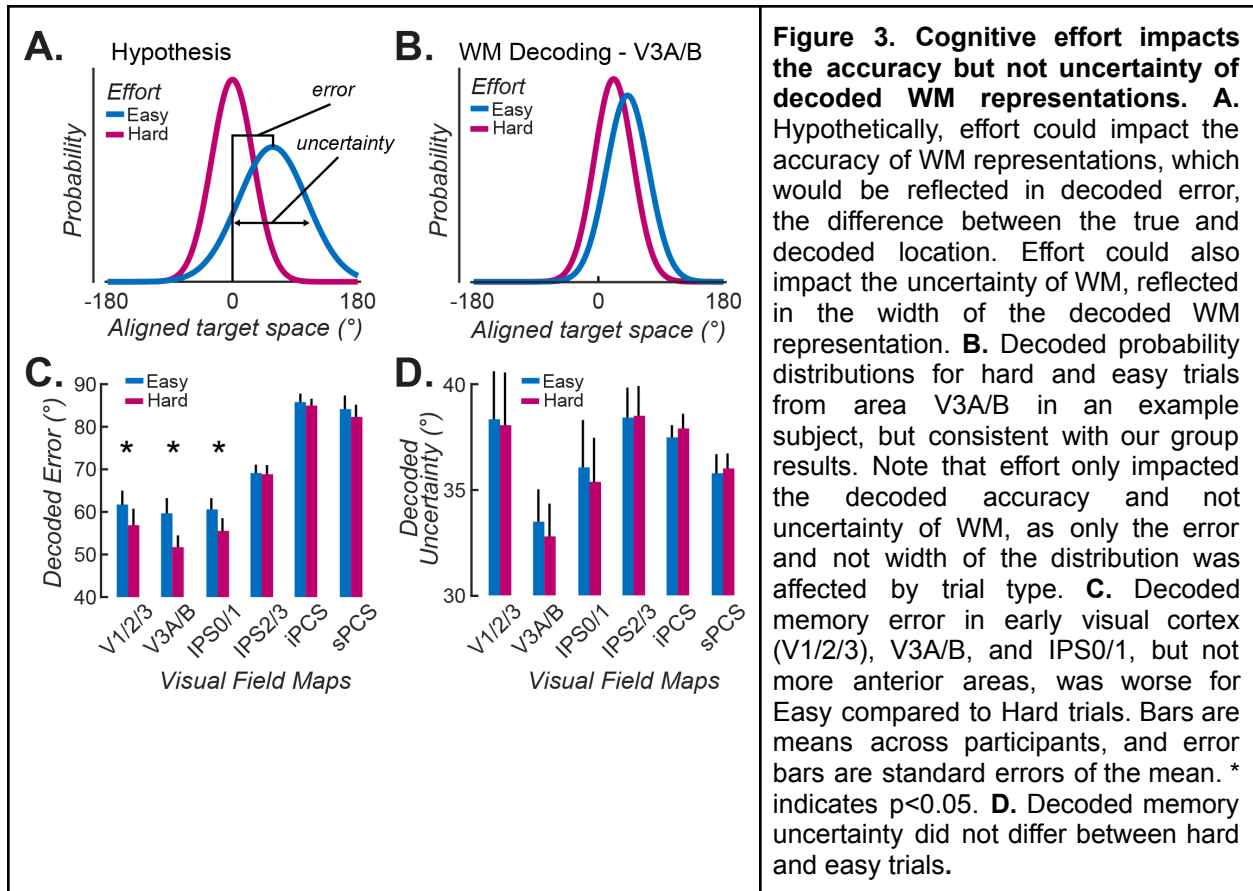 A. Hypothesis
Effort
Easy
Hard
error
uncertainty
Probability
-180 0 180
Aligned target space (°)
B. WM Decoding - V3A/B
Effort
Easy
Hard
Probability
-180 0 180
Aligned target space (°)
C.
Easy
Hard
* * *
Decoded Error (°)
90
80
70
60
50
40
V1/2/3 V3A/B IPS0/1 IPS2/3 iPCS sPCS
Visual Field Maps
D.
Easy
Hard
Decoded
Uncertainty (°)
40
35
30
V1/2/3 V3A/B IPS0/1 IPS2/3 iPCS sPCS
Visual Field Maps
Figure 3. Cognitive effort impacts
the accuracy but not uncertainty of
decoded WM representations. A.
Hypothetically, effort could impact the
accuracy of WM representations, which
would be reflected in decoded error,
the difference between the true and
decoded location. Effort could also
impact the uncertainty of WM, reflected
in the width of the decoded WM
representation. B. Decoded probability
distributions for hard and easy trials
from area V3A/B in an example
subject, but consistent with our group
results. Note that effort only impacted
the decoded accuracy and not
uncertainty of WM, as only the error
and not width of the distribution was
affected by trial type. C. Decoded
memory error in early visual cortex
(V1/2/3), V3A/B, and IPS0/1, but not
more anterior areas, was worse for
Easy compared to Hard trials. Bars are
means across participants, and error
bars are standard errors of the mean. *
indicates p<0.05. D. Decoded memory
uncertainty did not differ between hard
and easy trials.